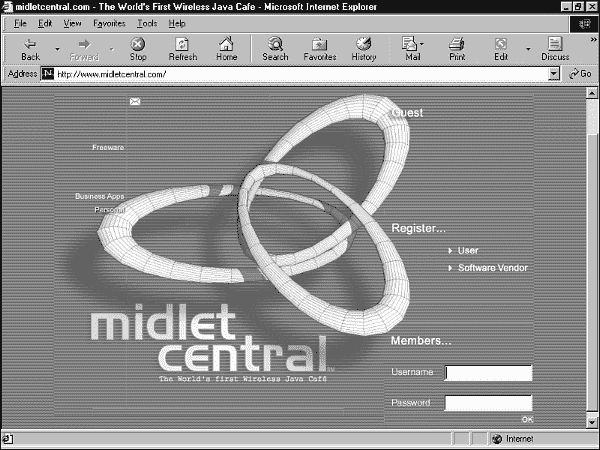 midletcentral.com - The World's First Wireless Java Cafe - Microsoft Internet Explorer
File Edit View Favorites Tools Help
Back Forward Stop Refresh Home Search Favorites History Mail Print Edit Discuss
Address http://www.midletcentral.com/ Go
Guest
Freeware
Business Apps
Personal
Register...
User
Software Vendor
midlet
central
The World's first Wireless Java Café
Members...
Username
Password
OK
Internet